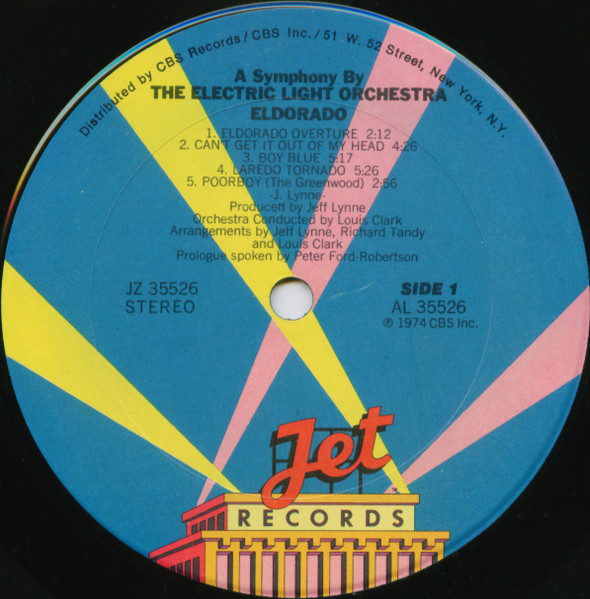 Distributed by CBS Records/CBS Inc./51 W. 52 Street, New York, N.Y.
A Symphony By
THE ELECTRIC LIGHT ORCHESTRA
ELDORADO
1. ELDORADO OVERTURE 2:12
2. CAN'T GET IT OUT OF MY HEAD 4:26
3. BOY BLUE 5:17
4. LAREDO TORNADO 5:26
5. POORBOY (The Greenwood) 2:56
-J. Lynne-
Produced by Jeff Lynne
Orchestra Conducted by Louis Clark
Arrangements by Jeff Lynne, Richard Tandy
and Louis Clark
Prologue spoken by Peter Ford-Robertson
JZ 35526
STEREO
SIDE 1
AL 35526
℗ 1974 CBS Inc.
Jet
RECORDS